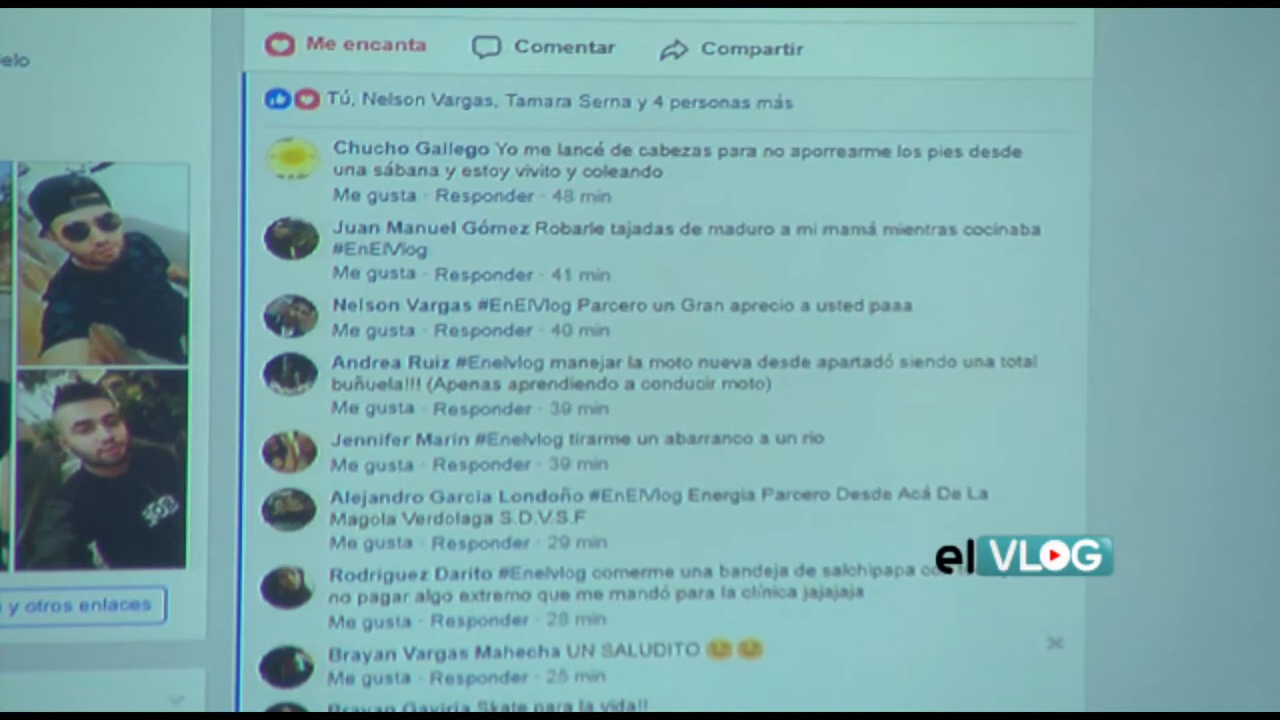 elo
Me encanta Comentar Compartir
Tú, Nelson Vargas, Tamara Serna y 4 personas más
Chucho Gallego Yo me lancé de cabezas para no aporrearme los pies desde
una sábana y estoy vivito y coleando
Me gusta · Responder · 48 min
Juan Manuel Gómez Robarle tajadas de maduro a mi mamá mientras cocinaba
#EnElVlog
Me gusta · Responder · 41 min
Nelson Vargas #EnElVlog Parcero un Gran aprecio a usted paaa
Me gusta · Responder · 40 min
Andrea Ruiz #Enelvlog manejar la moto nueva desde apartadó siendo una total
buñuela!!! (Apenas aprendiendo a conducir moto)
Me gusta · Responder · 39 min
Jennifer Marin #Enelvlog tirarme un abarranco a un rio
Me gusta · Responder · 39 min
Alejandro Garcia Londoño #EnElVlog Energia Parcero Desde Acá De La
Magola Verdolaga S.D.V.S.F
Me gusta · Responder · 29 min
Rodriguez Darito #Enelvlog comerme una bandeja de salchipapa
no pagar algo extremo que me mandó para la clínica jajajaja
Me gusta · Responder · 28 min
Brayan Vargas Mahecha UN SALUDITO
Me gusta · Responder · 25 min
Brayan Gaviria Skate para la vida!!
y otros enlaces
el VLOG